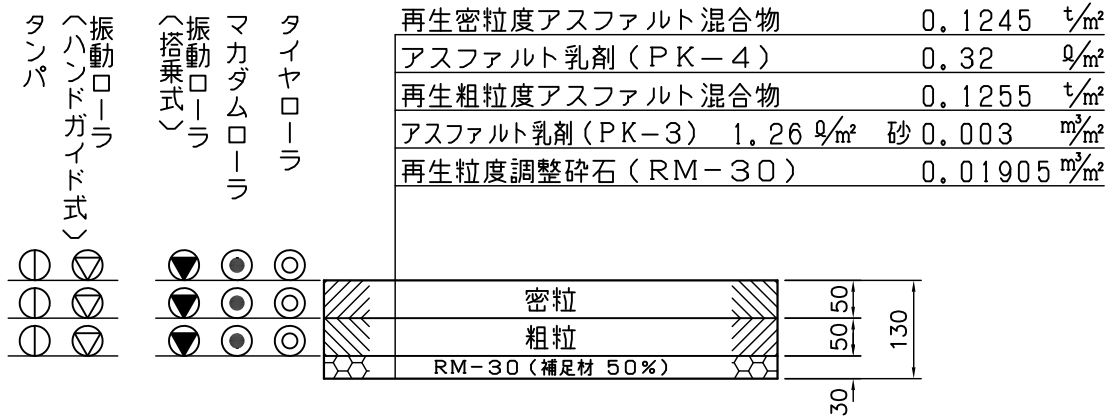 タンパ
振動ローラ
(ハンドガイド式)
振動ローラ
(搭乗式)
マカダムローラ
タイヤローラ
再生密粒度アスファルト混合物 0.1245 t/m²
アスファルト乳剤(PK-4) 0.32 ℓ/m²
再生粗粒度アスファルト混合物 0.1255 t/m²
アスファルト乳剤(PK-3) 1.26 ℓ/m² 砂 0.003 m³/m²
再生粒度調整砕石(RM-30) 0.01905 m³/m²
密粒
粗粒
RM-30(補足材 50%)
50
50
30
130